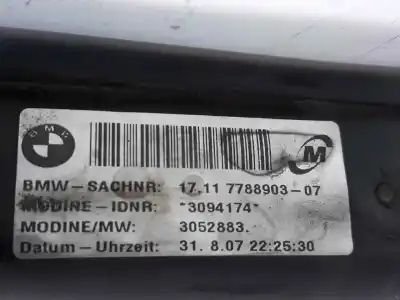 BMW
M
BMW-SACHNR: 17.11 7788903-07
MODINE-IDNR: *3094174*
MODINE/MW: 3052883.
Datum-Uhrzeit: 31. 8.07 22:25:30